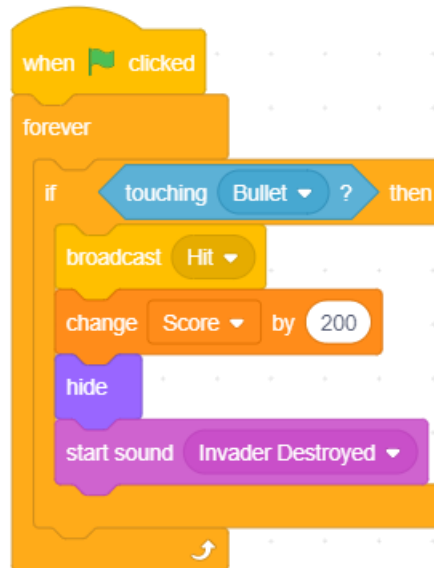 when clicked
forever
if touching Bullet ? then
broadcast Hit
change Score by 200
hide
start sound Invader Destroyed